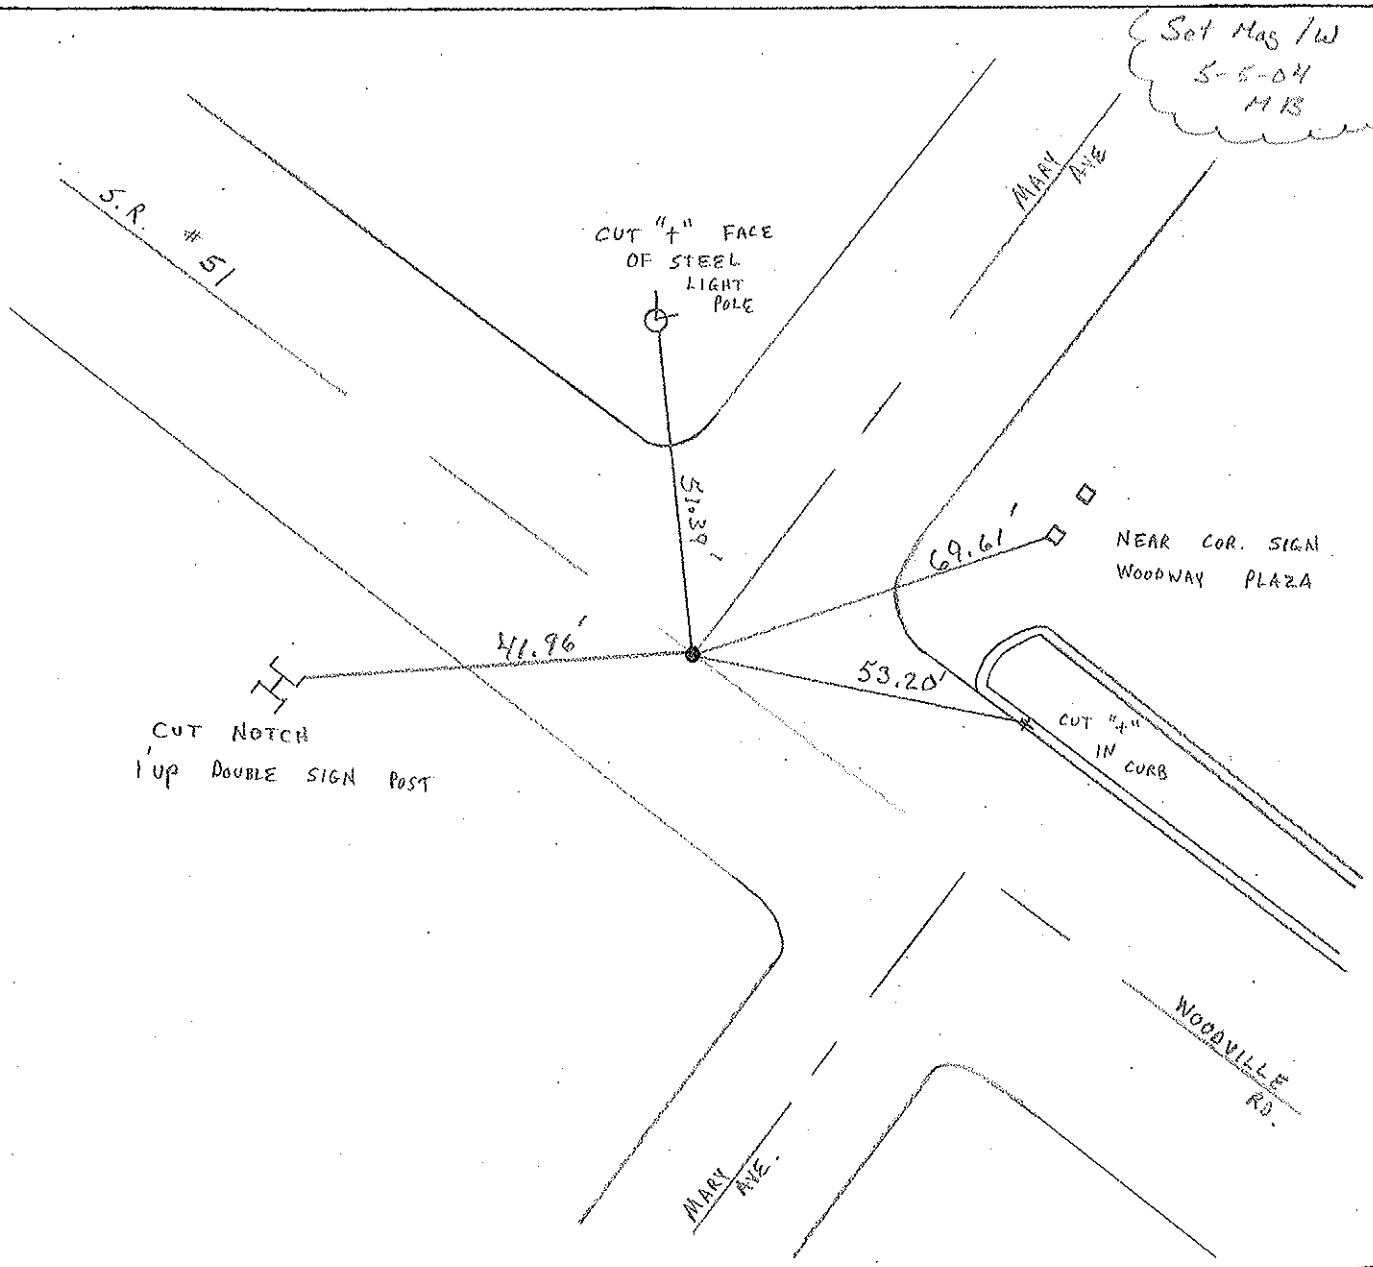 Set Mag /W
5-5-04
MB
MARY
AVE
S.R. #51
CUT "+" FACE
OF STEEL
LIGHT
POLE
51.39'
69.61'
NEAR COR. SIGN
WOODWAY PLAZA
41.96'
53.20'
CUT "+"
IN
CURB
CUT NOTCH
1' UP DOUBLE SIGN POST
WOODVILLE
RD.
MARY
AVE.